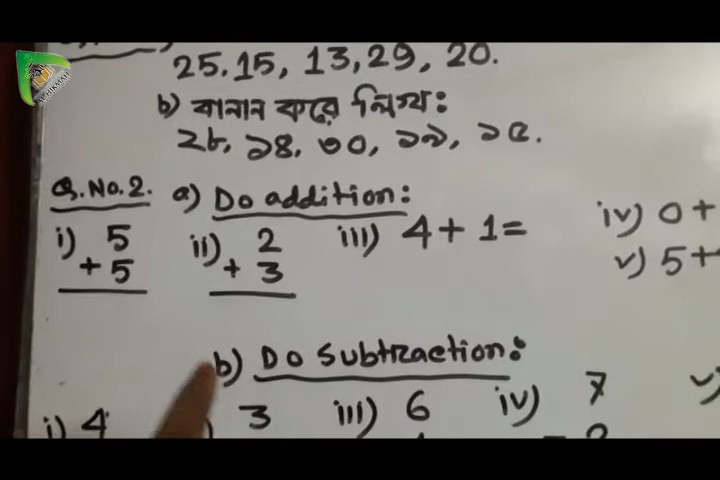 25. 15, 13, 29, 20.
b) বানান করে লিখ:
২৮, ১৪, ৩০, ১৯, ১৫.
Q. No. 2. a) Do addition:
i) 5 + 5 ii) 2 + 3 iii) 4 + 1 = iv) 0 +
v) 5 +
b) Do Subtraction:
i) 4 3 iii) 6 iv) 7 v)